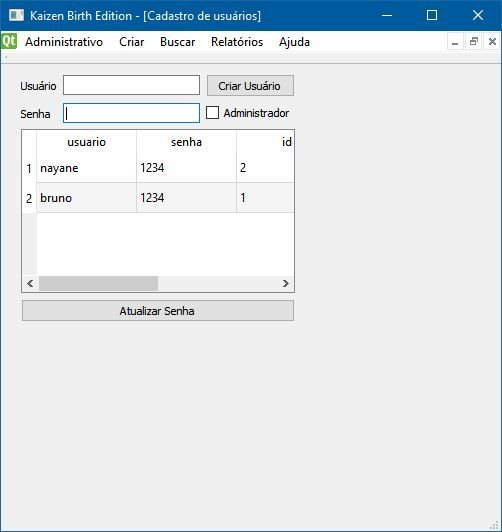 Kaizen Birth Edition - [Cadastro de usuários]
Qt Administrativo Criar Buscar Relatórios Ajuda
Usuário Criar Usuário
Senha Administrador
usuario senha id
1 nayane 1234 2
2 bruno 1234 1
Atualizar Senha